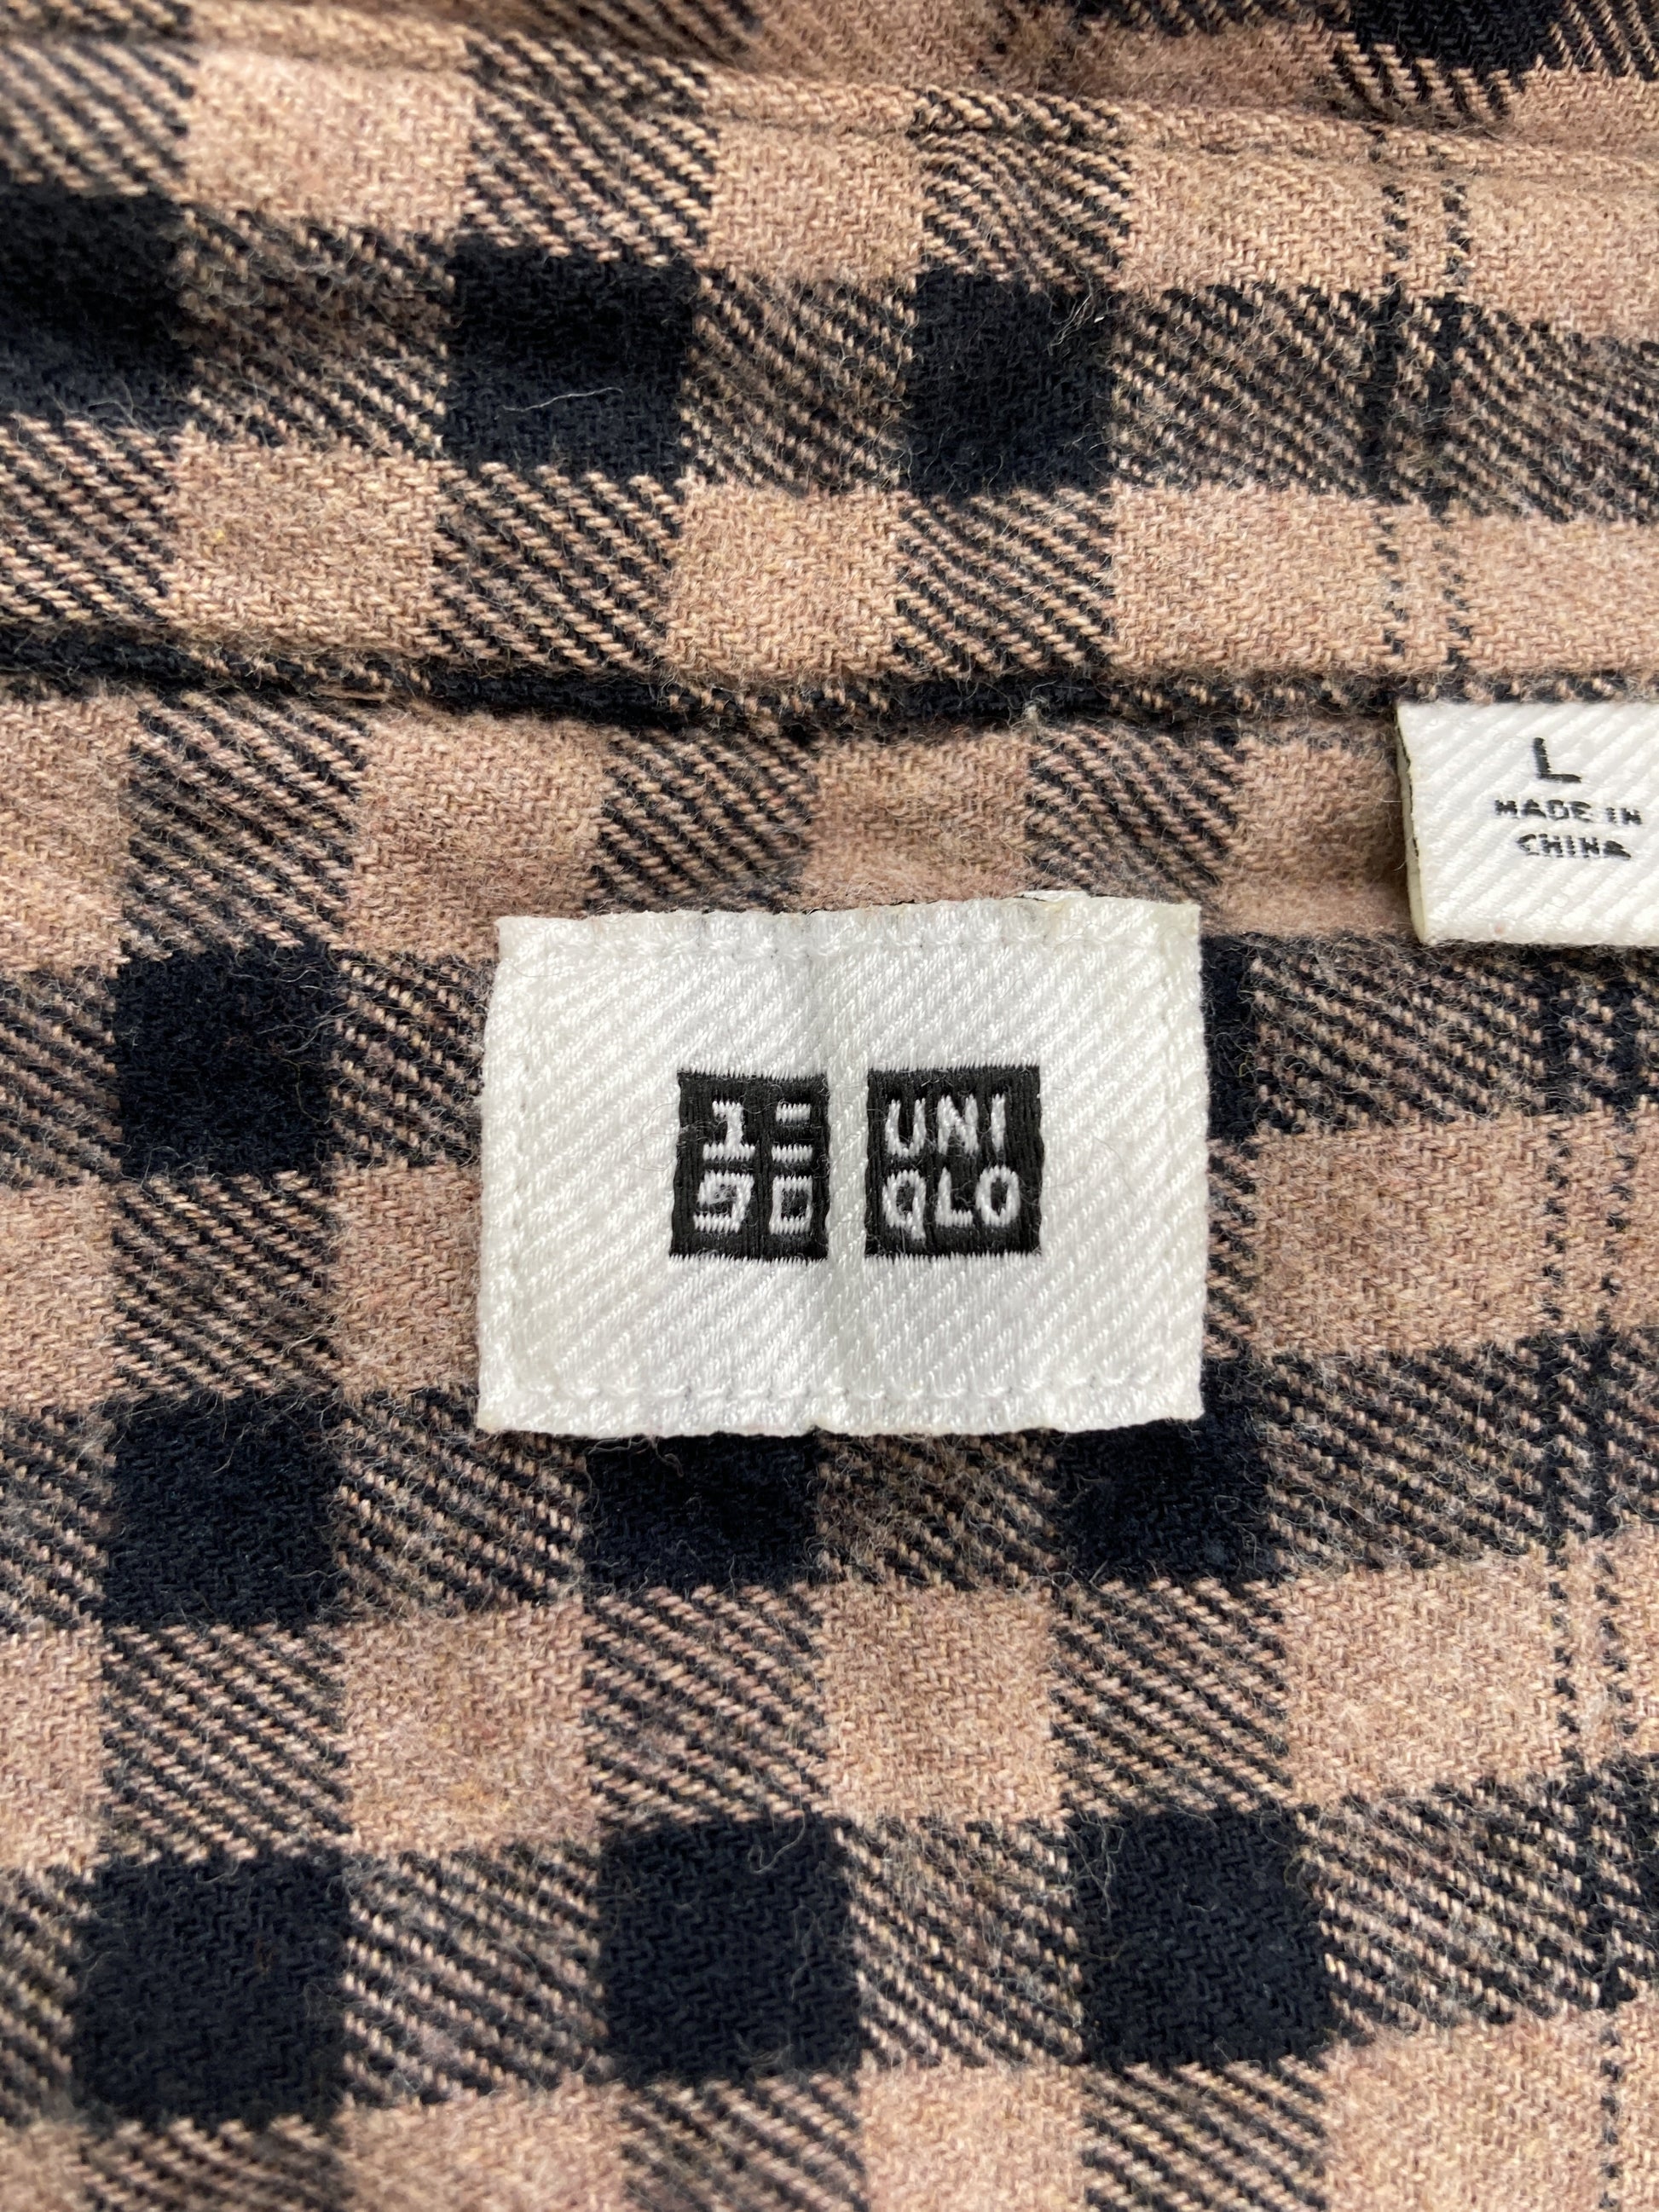 L
MADE IN
CHINA
ユニ
クロ
UNI
QLO